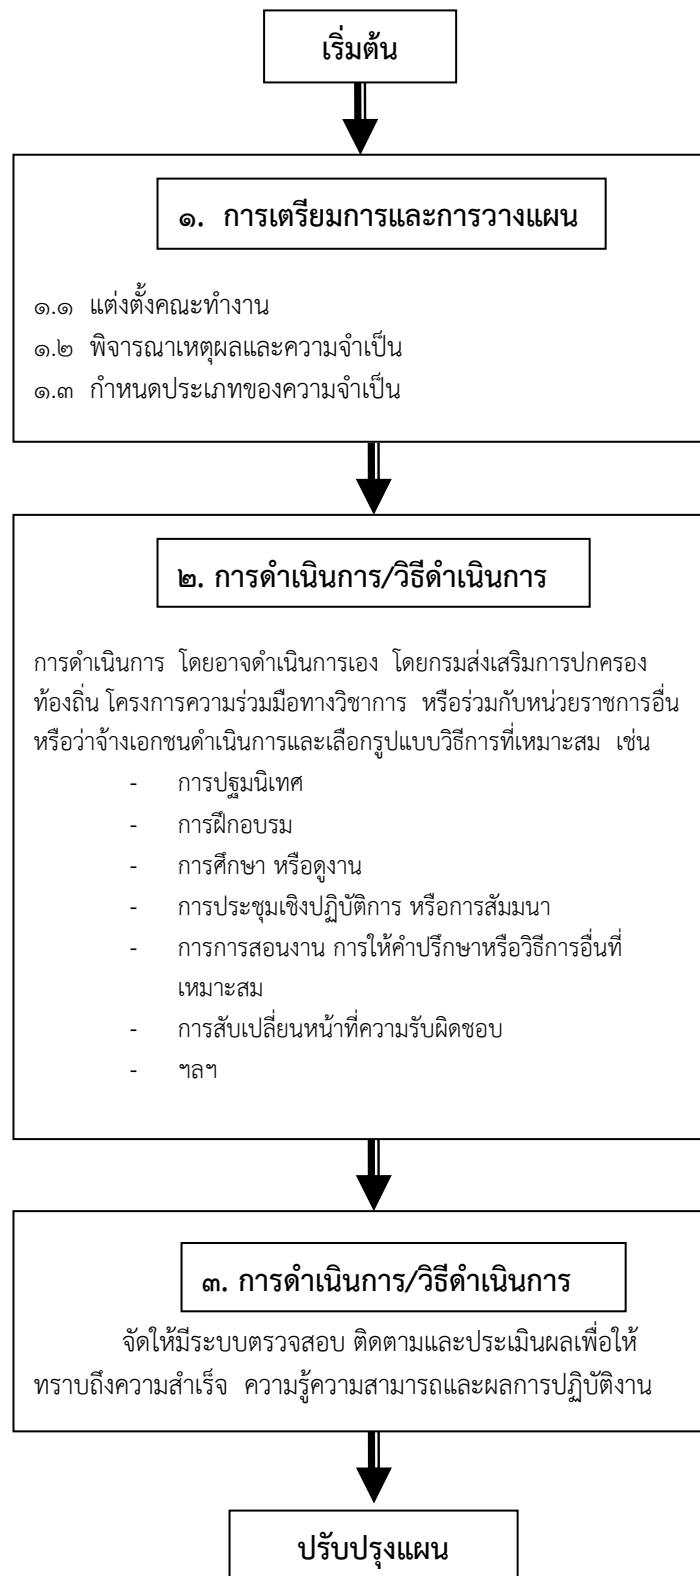 เริ่มต้น
๑. การเตรียมการและการวางแผน
๑.๑ แต่งตั้งคณะทำงาน
๑.๒ พิจารณาเหตุผลและความจำเป็น
๑.๓ กำหนดประเภทของความจำเป็น
๒. การดำเนินการ/วิธีดำเนินการ
การดำเนินการ โดยอาจดำเนินการเอง โดยกรมส่งเสริมการปกครอง
ท้องถิ่น โครงการความร่วมมือทางวิชาการ หรือร่วมกับหน่วยราชการอื่น
หรือว่าจ้างเอกชนดำเนินการและเลือกรูปแบบวิธีการที่เหมาะสม เช่น
- การปฐมนิเทศ
- การฝึกอบรม
- การศึกษา หรือดูงาน
- การประชุมเชิงปฏิบัติการ หรือการสัมมนา
- การการสอนงาน การให้คำปรึกษาหรือวิธีการอื่นที่
เหมาะสม
- การสับเปลี่ยนหน้าที่ความรับผิดชอบ
- ฯลฯ
๓. การดำเนินการ/วิธีดำเนินการ
จัดให้มีระบบตรวจสอบ ติดตามและประเมินผลเพื่อให้
ทราบถึงความสำเร็จ ความรู้ความสามารถและผลการปฏิบัติงาน
ปรับปรุงแผน